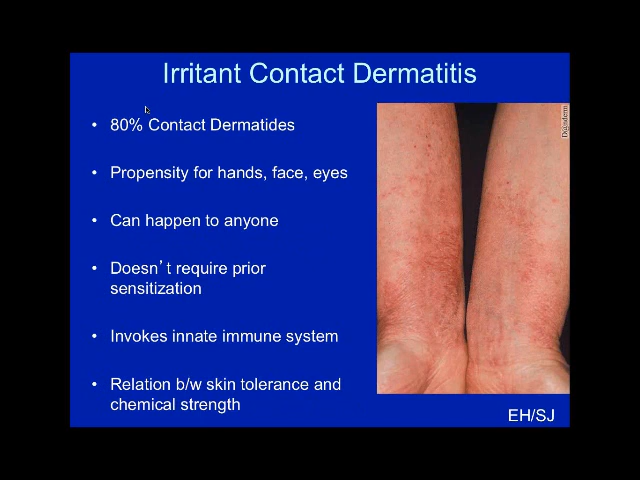 Irritant Contact Dermatitis
• 80% Contact Dermatides
• Propensity for hands, face, eyes
• Can happen to anyone
• Doesn't require prior
sensitization
• Invokes innate immune system
• Relation b/w skin tolerance and
chemical strength
EH/SJ